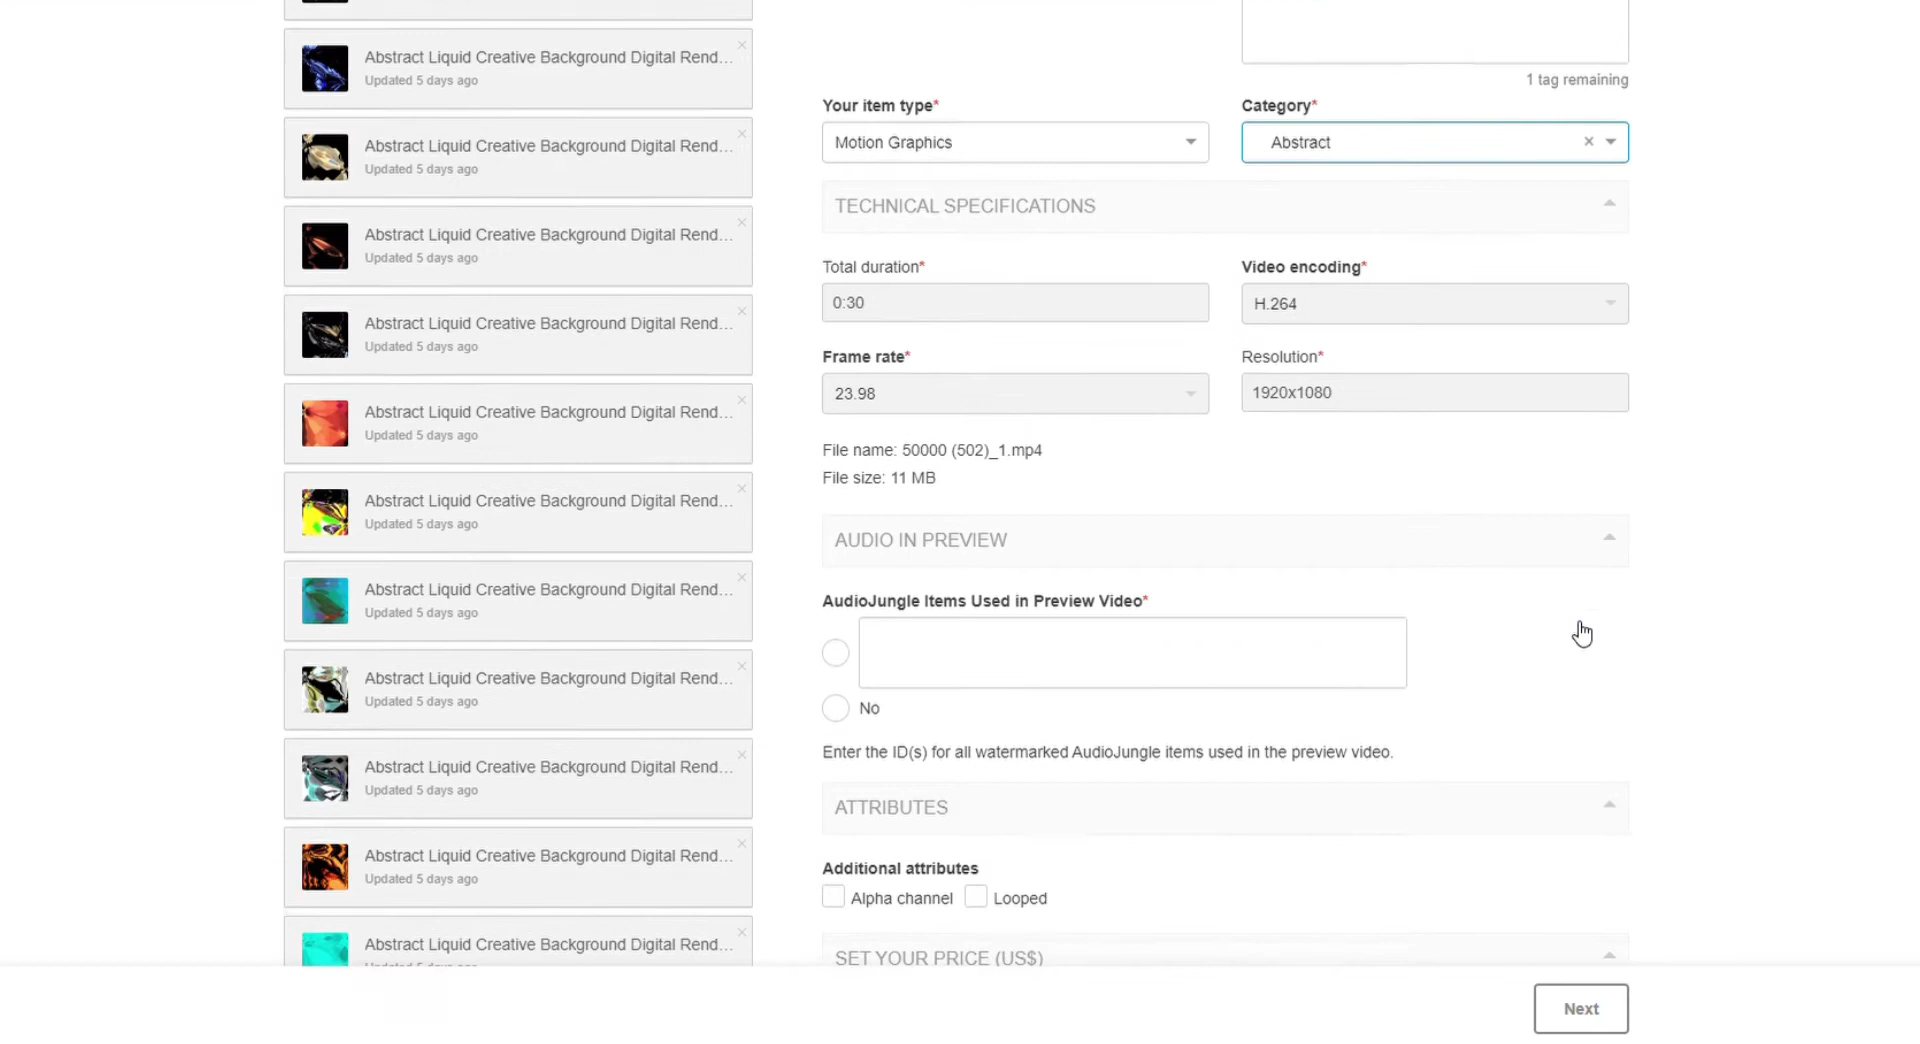 Abstract Liquid Creative Background Digital Rend...
Updated 5 days ago
Abstract Liquid Creative Background Digital Rend...
Updated 5 days ago
Abstract Liquid Creative Background Digital Rend...
Updated 5 days ago
Abstract Liquid Creative Background Digital Rend...
Updated 5 days ago
Abstract Liquid Creative Background Digital Rend...
Updated 5 days ago
Abstract Liquid Creative Background Digital Rend...
Updated 5 days ago
Abstract Liquid Creative Background Digital Rend...
Updated 5 days ago
Abstract Liquid Creative Background Digital Rend...
Updated 5 days ago
Abstract Liquid Creative Background Digital Rend...
Updated 5 days ago
Abstract Liquid Creative Background Digital Rend...
Updated 5 days ago
Abstract Liquid Creative Background Digital Rend...
1 tag remaining
Your item type* Category*
Motion Graphics Abstract
TECHNICAL SPECIFICATIONS
Total duration* Video encoding*
0:30 H.264
Frame rate* Resolution*
23.98 1920x1080
File name: 50000 (502)_1.mp4
File size: 11 MB
AUDIO IN PREVIEW
AudioJungle Items Used in Preview Video*
No
Enter the ID(s) for all watermarked AudioJungle items used in the preview video.
ATTRIBUTES
Additional attributes
Alpha channel Looped
SET YOUR PRICE (US$)
Next